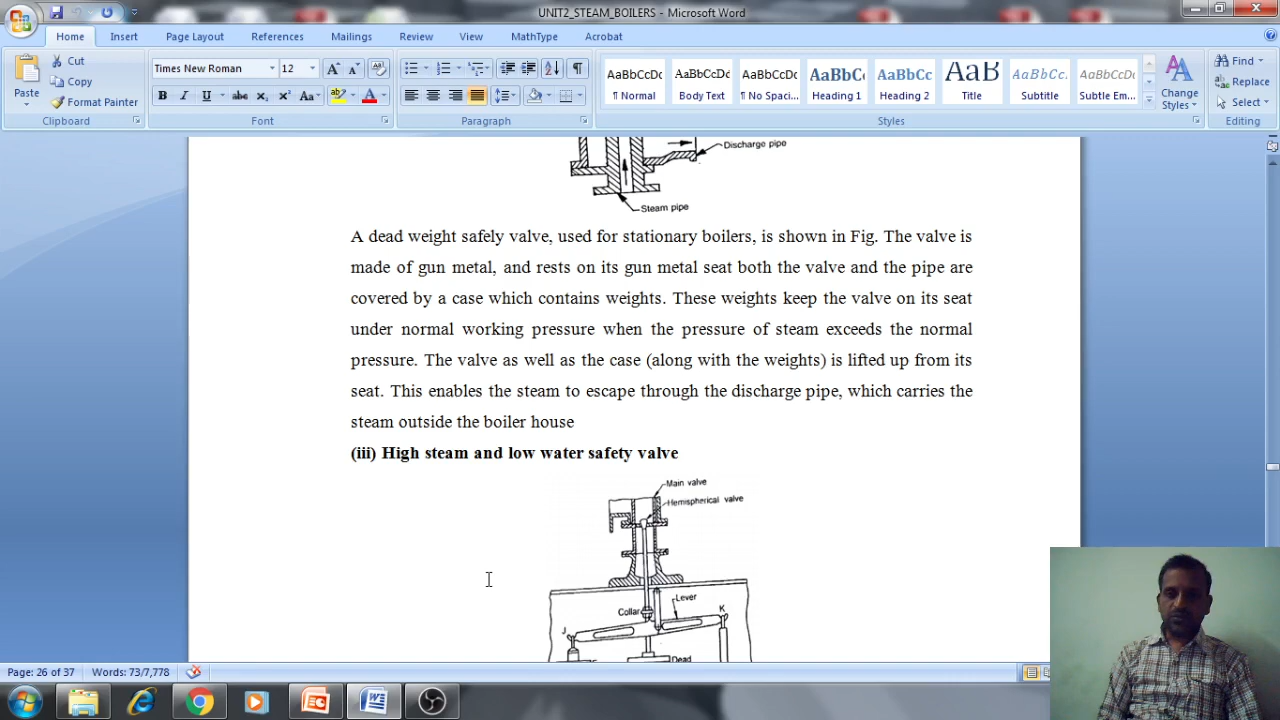 UNIT2_STEAM_BOILERS - Microsoft Word
Home Insert Page Layout References Mailings Review View MathType Acrobat
Paste
Cut
Copy
Format Painter
Clipboard
Times New Roman 12
Font
Paragraph
AaBbCcDc AaBbCcDc AaBbCcDc AaBbC AaBbCc AaB AaBbCc. AaBbCcDc
¶ Normal Body Text ¶ No Spaci... Heading 1 Heading 2 Title Subtitle Subtle Em...
Change Styles
Styles
Find
Replace
Select
Editing
Discharge pipe
Steam pipe
A dead weight safely valve, used for stationary boilers, is shown in Fig. The valve is
made of gun metal, and rests on its gun metal seat both the valve and the pipe are
covered by a case which contains weights. These weights keep the valve on its seat
under normal working pressure when the pressure of steam exceeds the normal
pressure. The valve as well as the case (along with the weights) is lifted up from its
seat. This enables the steam to escape through the discharge pipe, which carries the
steam outside the boiler house
(iii) High steam and low water safety valve
Main valve
Hemispherical valve
Collar
Lever
J
K
Dead
Page: 26 of 37 Words: 73/7,778